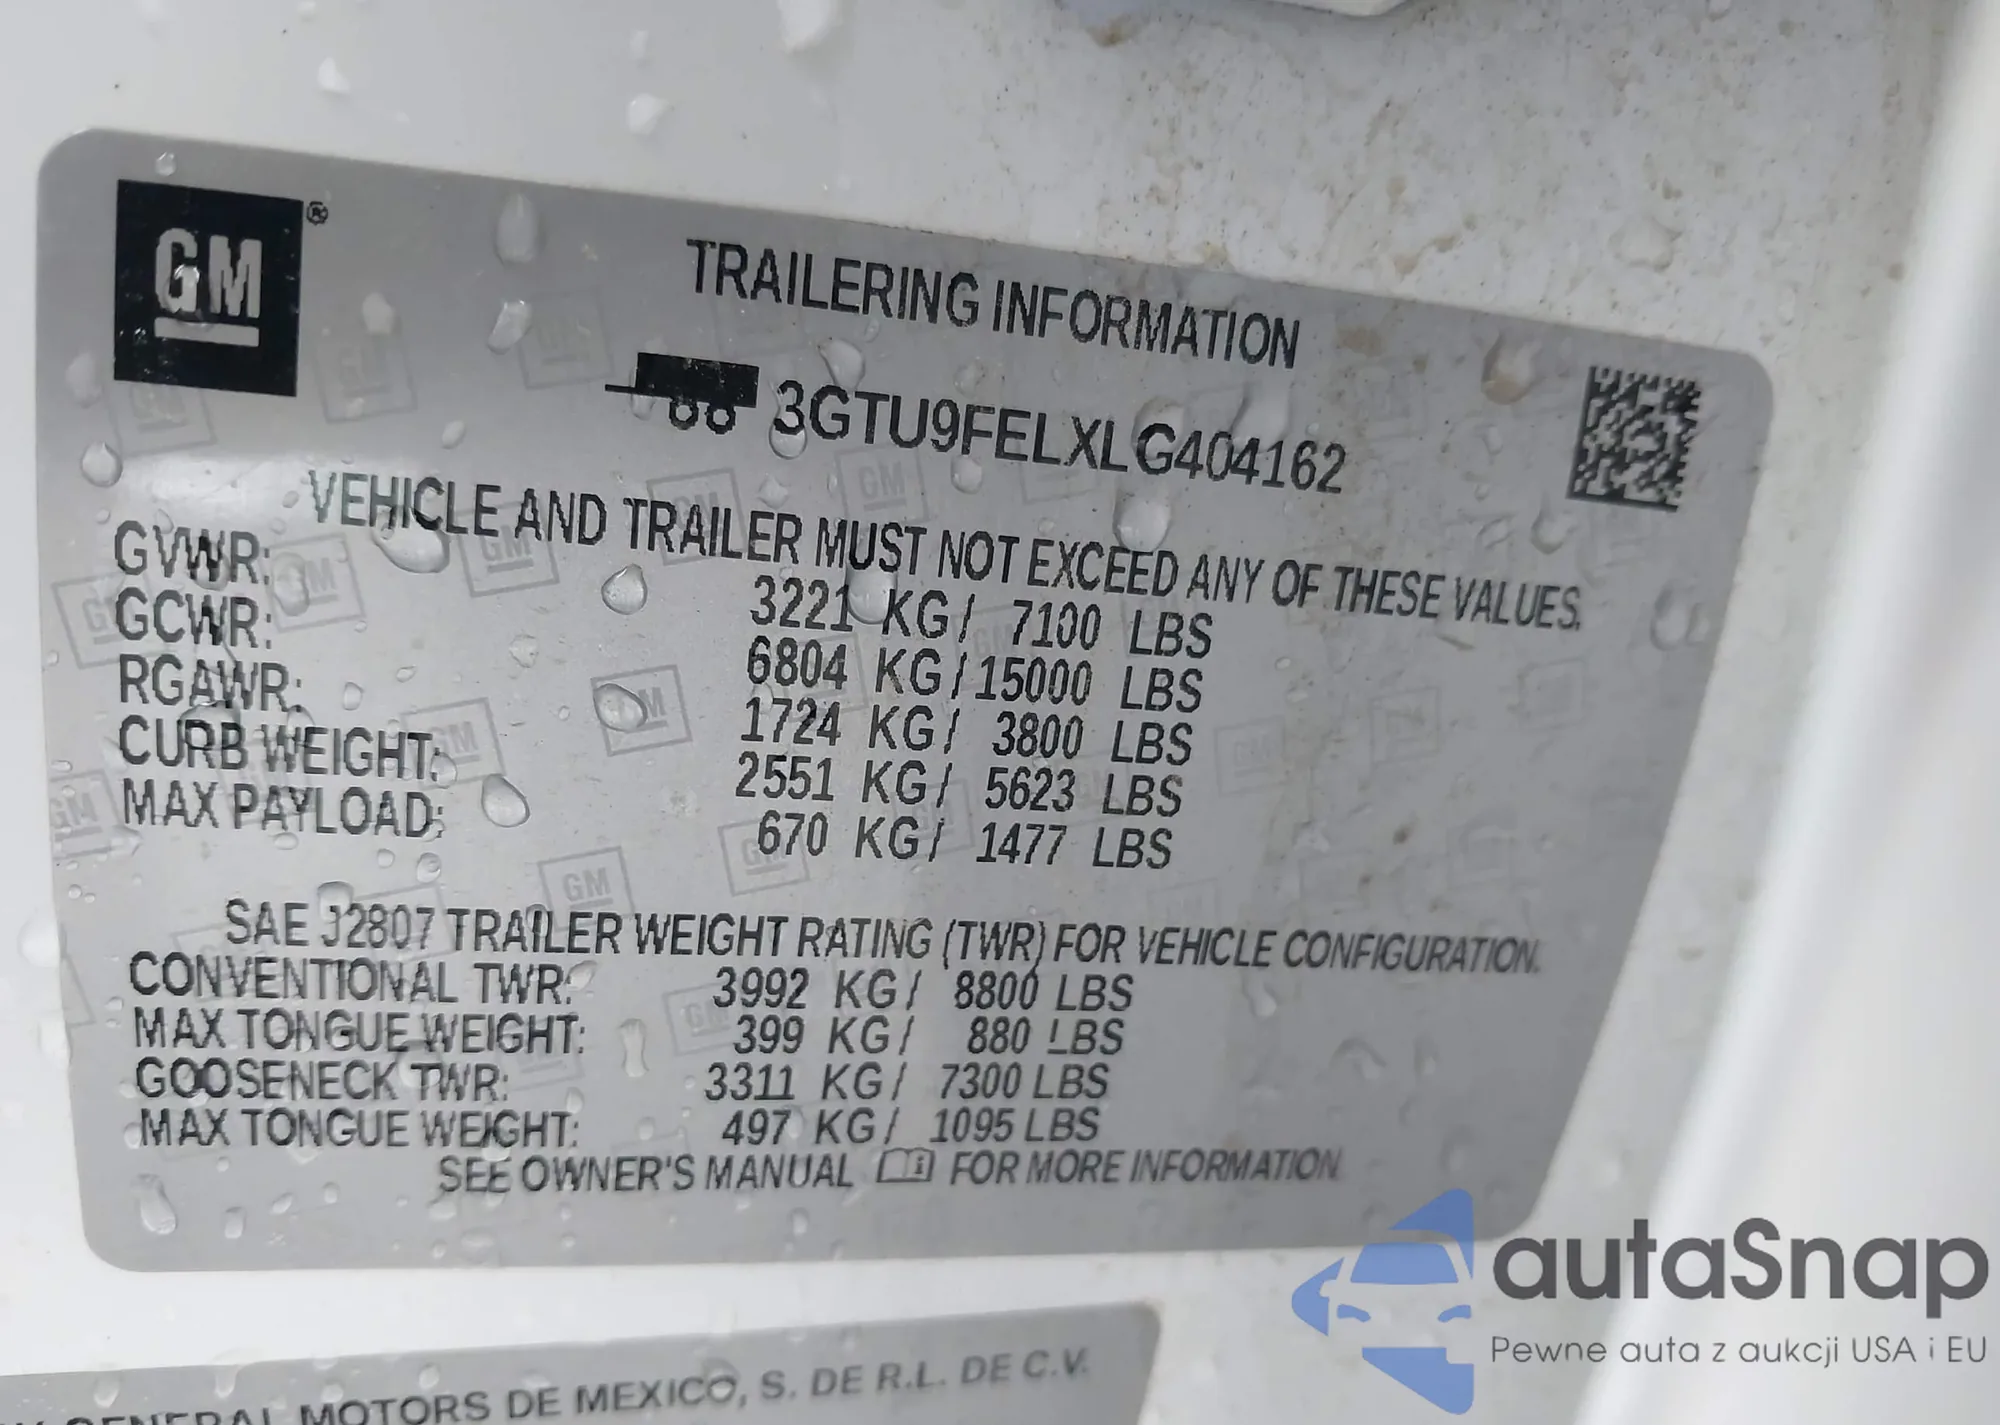 GM
TRAILERING INFORMATION
3GTU9FELXLG404162
VEHICLE AND TRAILER MUST NOT EXCEED ANY OF THESE VALUES.
GVWR: 3221 KG / 7100 LBS
GCWR: 6804 KG / 15000 LBS
RGAWR: 1724 KG / 3800 LBS
CURB WEIGHT: 2551 KG / 5623 LBS
MAX PAYLOAD: 670 KG / 1477 LBS
SAE J2807 TRAILER WEIGHT RATING (TWR) FOR VEHICLE CONFIGURATION.
CONVENTIONAL TWR: 3992 KG / 8800 LBS
MAX TONGUE WEIGHT: 399 KG / 880 LBS
GOOSENECK TWR: 3311 KG / 7300 LBS
MAX TONGUE WEIGHT: 497 KG / 1095 LBS
SEE OWNER'S MANUAL FOR MORE INFORMATION
GENERAL MOTORS DE MEXICO, S. DE R.L. DE C.V.
autaSnap
Pewne auta z aukcji USA i EU